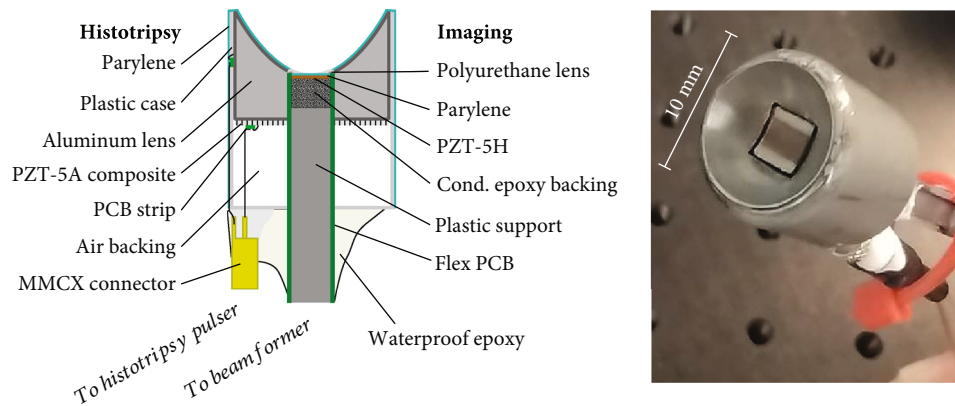 Histotripsy
Parylene
Plastic case
Aluminum lens
PZT-5A composite
PCB strip
Air backing
MMCX connector
To histotripsy pulser
To beam former
Imaging
Polyurethane lens
Parylene
PZT-5H
Cond. epoxy backing
Plastic support
Flex PCB
Waterproof epoxy
10 mm